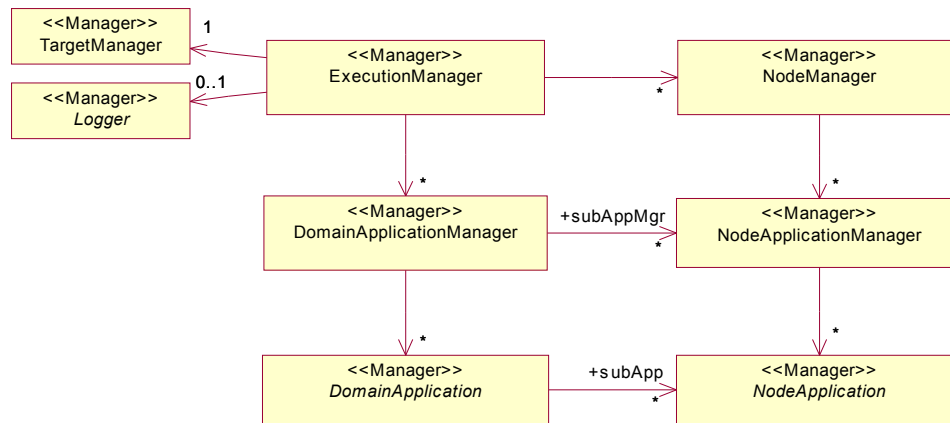 <<Manager>>
TargetManager
1
<<Manager>>
ExecutionManager
<<Manager>>
NodeManager
*
0..1
<<Manager>>
Logger
*
*
<<Manager>>
DomainApplicationManager
+subAppMgr
*
<<Manager>>
NodeApplicationManager
*
*
<<Manager>>
DomainApplication
+subApp
*
<<Manager>>
NodeApplication